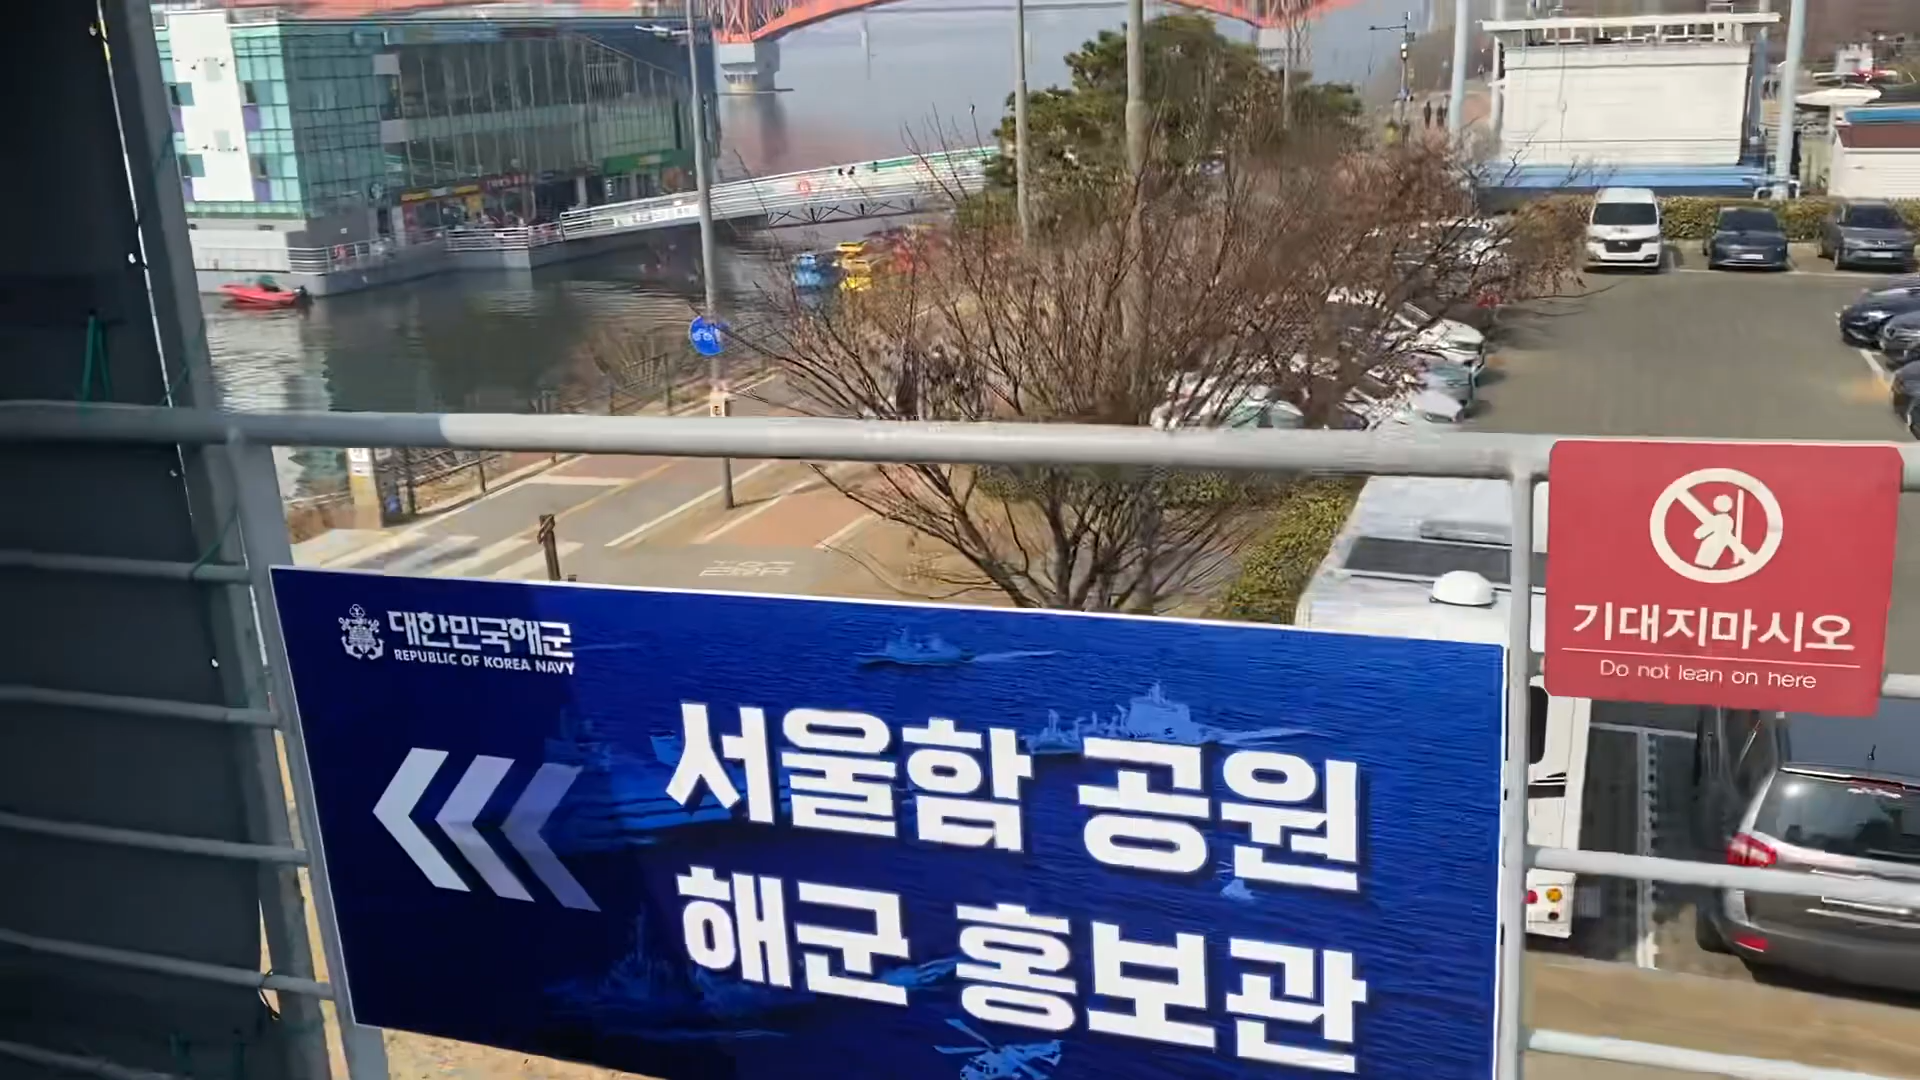 대한민국해군
REPUBLIC OF KOREA NAVY
서울함 공원
해군 홍보관
기대지마시오
Do not lean on here